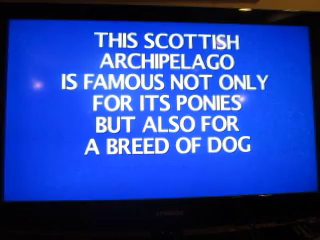 THIS SCOTTISH
ARCHIPELAGO
IS FAMOUS NOT ONLY
FOR ITS PONIES
BUT ALSO FOR
A BREED OF DOG